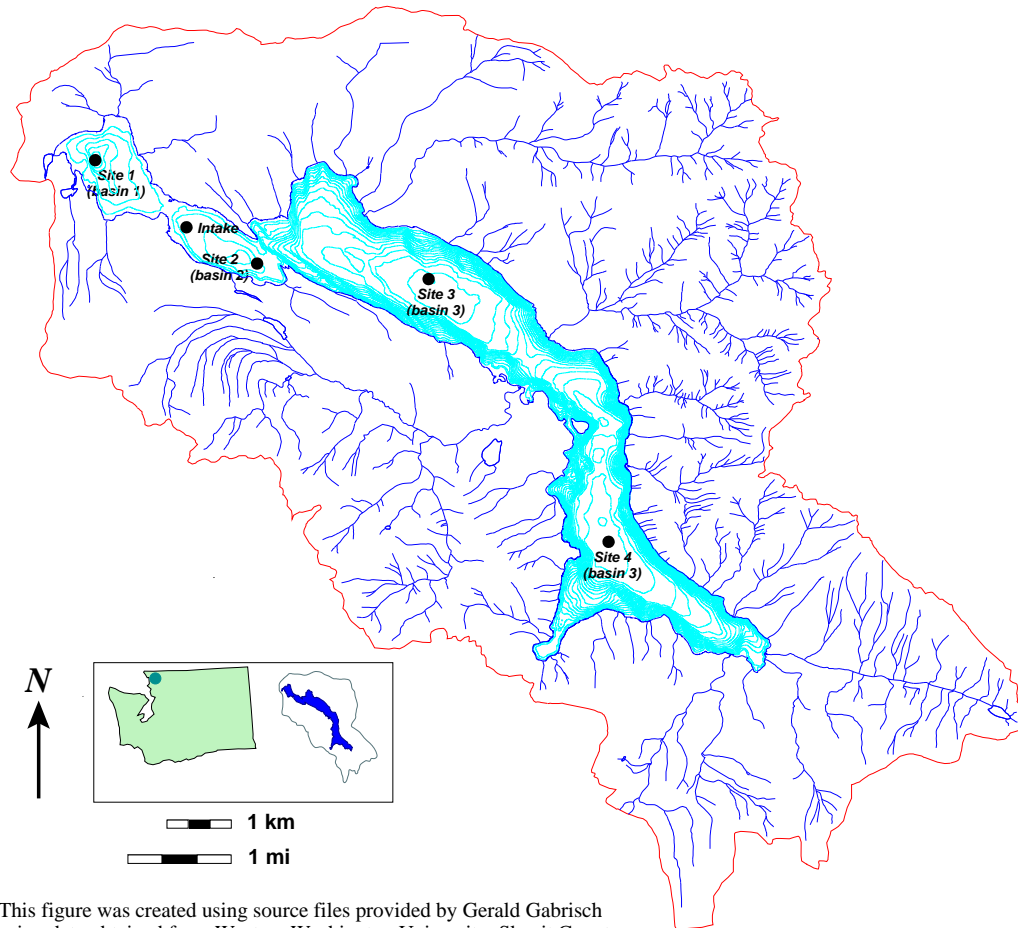 Site 1
(basin 1)
Intake
Site 2
(basin 2)
Site 3
(basin 3)
Site 4
(basin 3)
N
1 km
1 mi
This figure was created using source files provided by Gerald Gabrisch